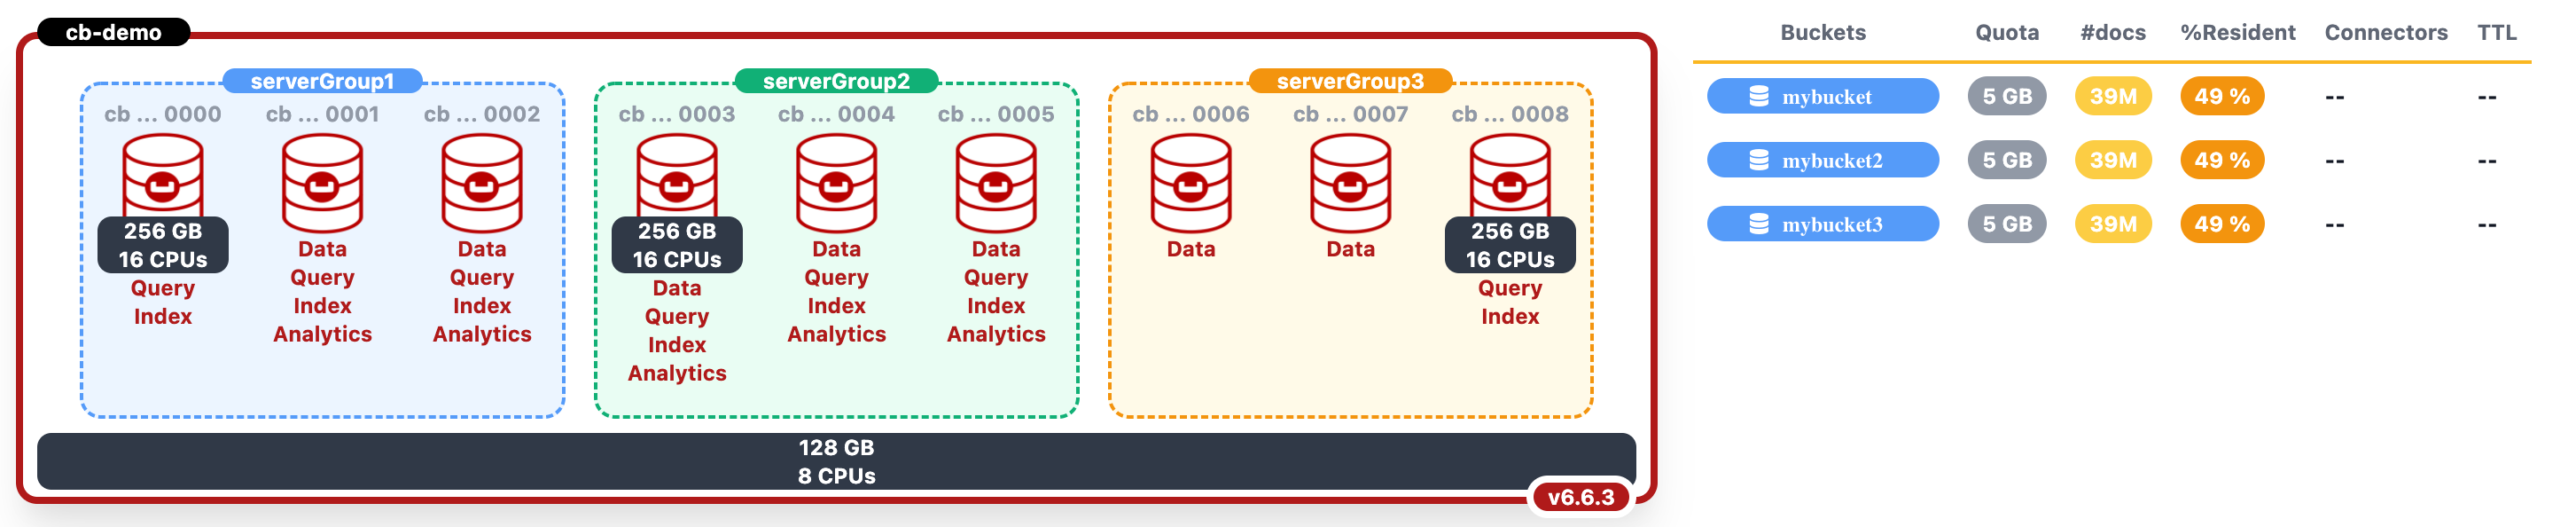 cb-demo
serverGroup1
cb ... 0000
256 GB
16 CPUs
Query
Index
cb ... 0001
Data
Query
Index
Analytics
cb ... 0002
Data
Query
Index
Analytics
serverGroup2
cb ... 0003
256 GB
16 CPUs
Data
Query
Index
Analytics
cb ... 0004
Data
Query
Index
Analytics
cb ... 0005
Data
Query
Index
Analytics
serverGroup3
cb ... 0006
Data
cb ... 0007
Data
cb ... 0008
256 GB
16 CPUs
Query
Index
128 GB
8 CPUs
v6.6.3
Buckets Quota #docs %Resident Connectors TTL
mybucket 5 GB 39M 49 % -- --
mybucket2 5 GB 39M 49 % -- --
mybucket3 5 GB 39M 49 % -- --